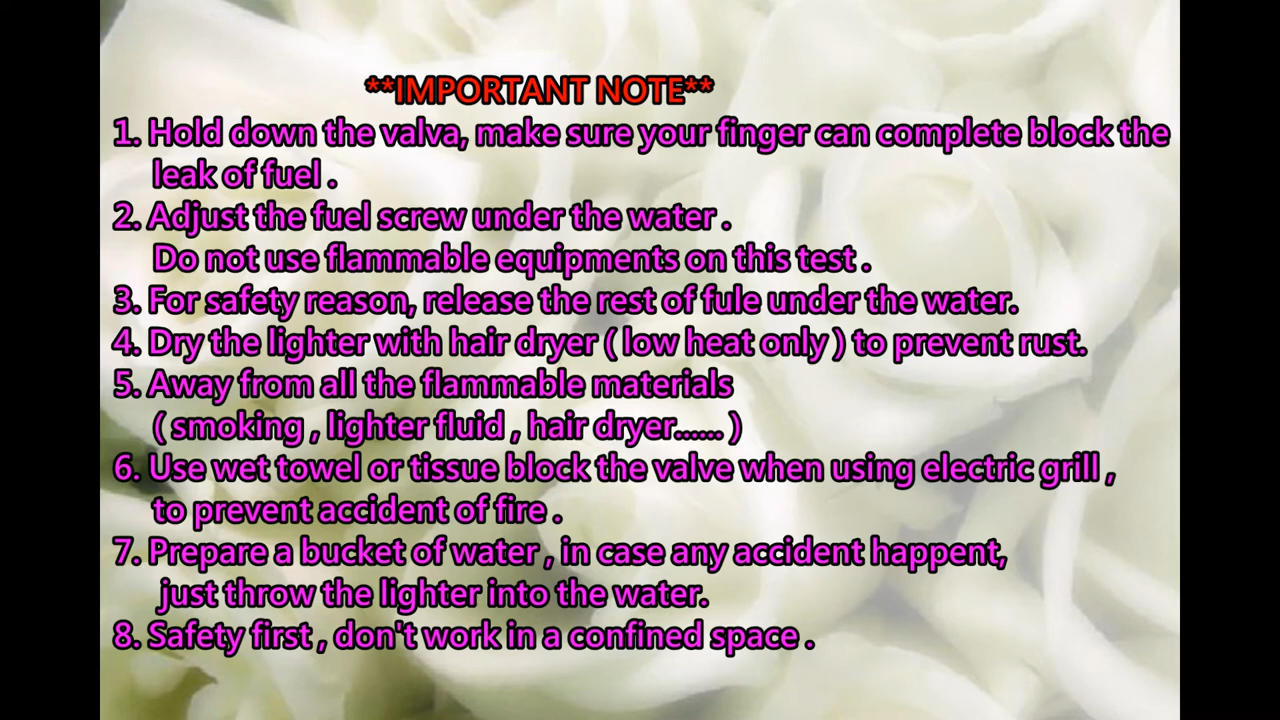 **IMPORTANT NOTE**
1. Hold down the valva, make sure your finger can complete block the
leak of fuel .
2. Adjust the fuel screw under the water .
Do not use flammable equipments on this test .
3. For safety reason, release the rest of fule under the water.
4. Dry the lighter with hair dryer ( low heat only ) to prevent rust.
5. Away from all the flammable materials
( smoking , lighter fluid , hair dryer...... )
6. Use wet towel or tissue block the valve when using electric grill ,
to prevent accident of fire .
7. Prepare a bucket of water , in case any accident happent,
just throw the lighter into the water.
8. Safety first , don't work in a confined space .